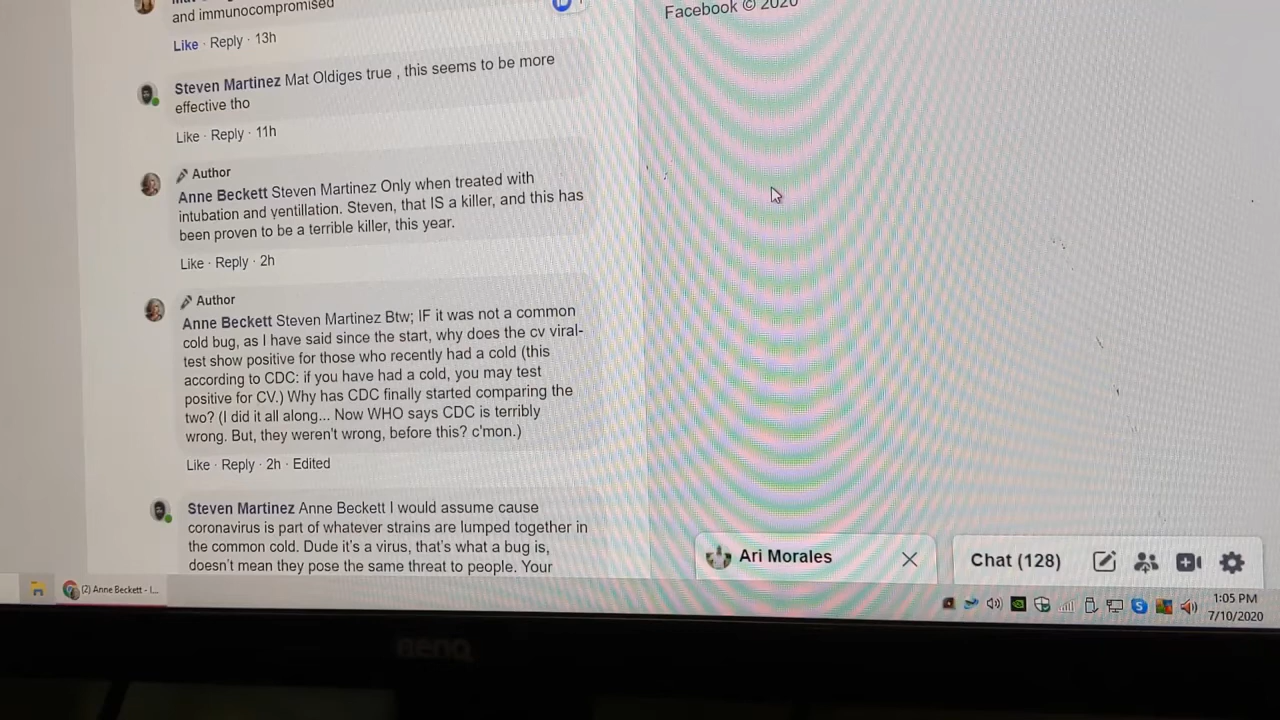 and immunocompromised
Like · Reply · 13h
Facebook © 2020
Steven Martinez Mat Oldiges true , this seems to be more
effective tho
Like · Reply · 11h
Author
Anne Beckett Steven Martinez Only when treated with
intubation and ventillation. Steven, that IS a killer, and this has
been proven to be a terrible killer, this year.
Like · Reply · 2h
Author
Anne Beckett Steven Martinez Btw; IF it was not a common
cold bug, as I have said since the start, why does the cv viral-
test show positive for those who recently had a cold (this
according to CDC: if you have had a cold, you may test
positive for CV.) Why has CDC finally started comparing the
two? (I did it all along... Now WHO says CDC is terribly
wrong. But, they weren't wrong, before this? c'mon.)
Like · Reply · 2h · Edited
Steven Martinez Anne Beckett I would assume cause
coronavirus is part of whatever strains are lumped together in
the common cold. Dude it's a virus, that's what a bug is,
doesn't mean they pose the same threat to people. Your
Ari Morales
Chat (128)
(2) Anne Beckett - I...
1:05 PM
7/10/2020
BenQ